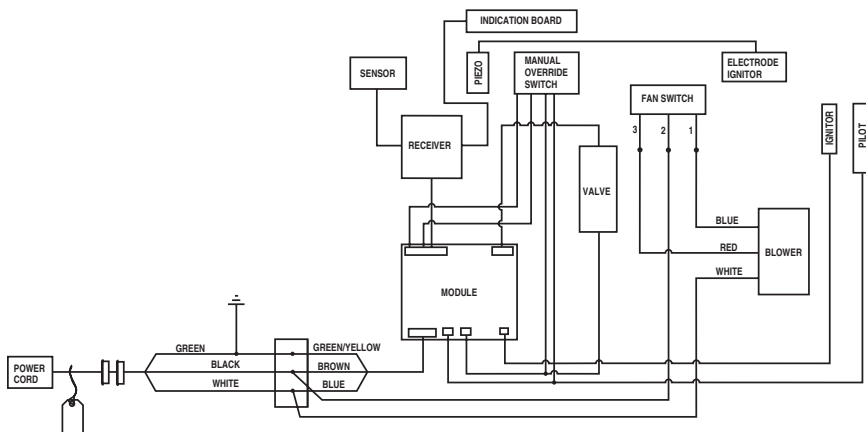 INDICATION BOARD
SENSOR
PIEZO
MANUAL
OVERRIDE
SWITCH
ELECTRODE
IGNITOR
FAN SWITCH
3
2
1
IGNITOR
PILOT
RECEIVER
VALVE
BLUE
RED
WHITE
BLOWER
MODULE
GREEN
GREEN/YELLOW
BLACK
BROWN
WHITE
BLUE
POWER
CORD